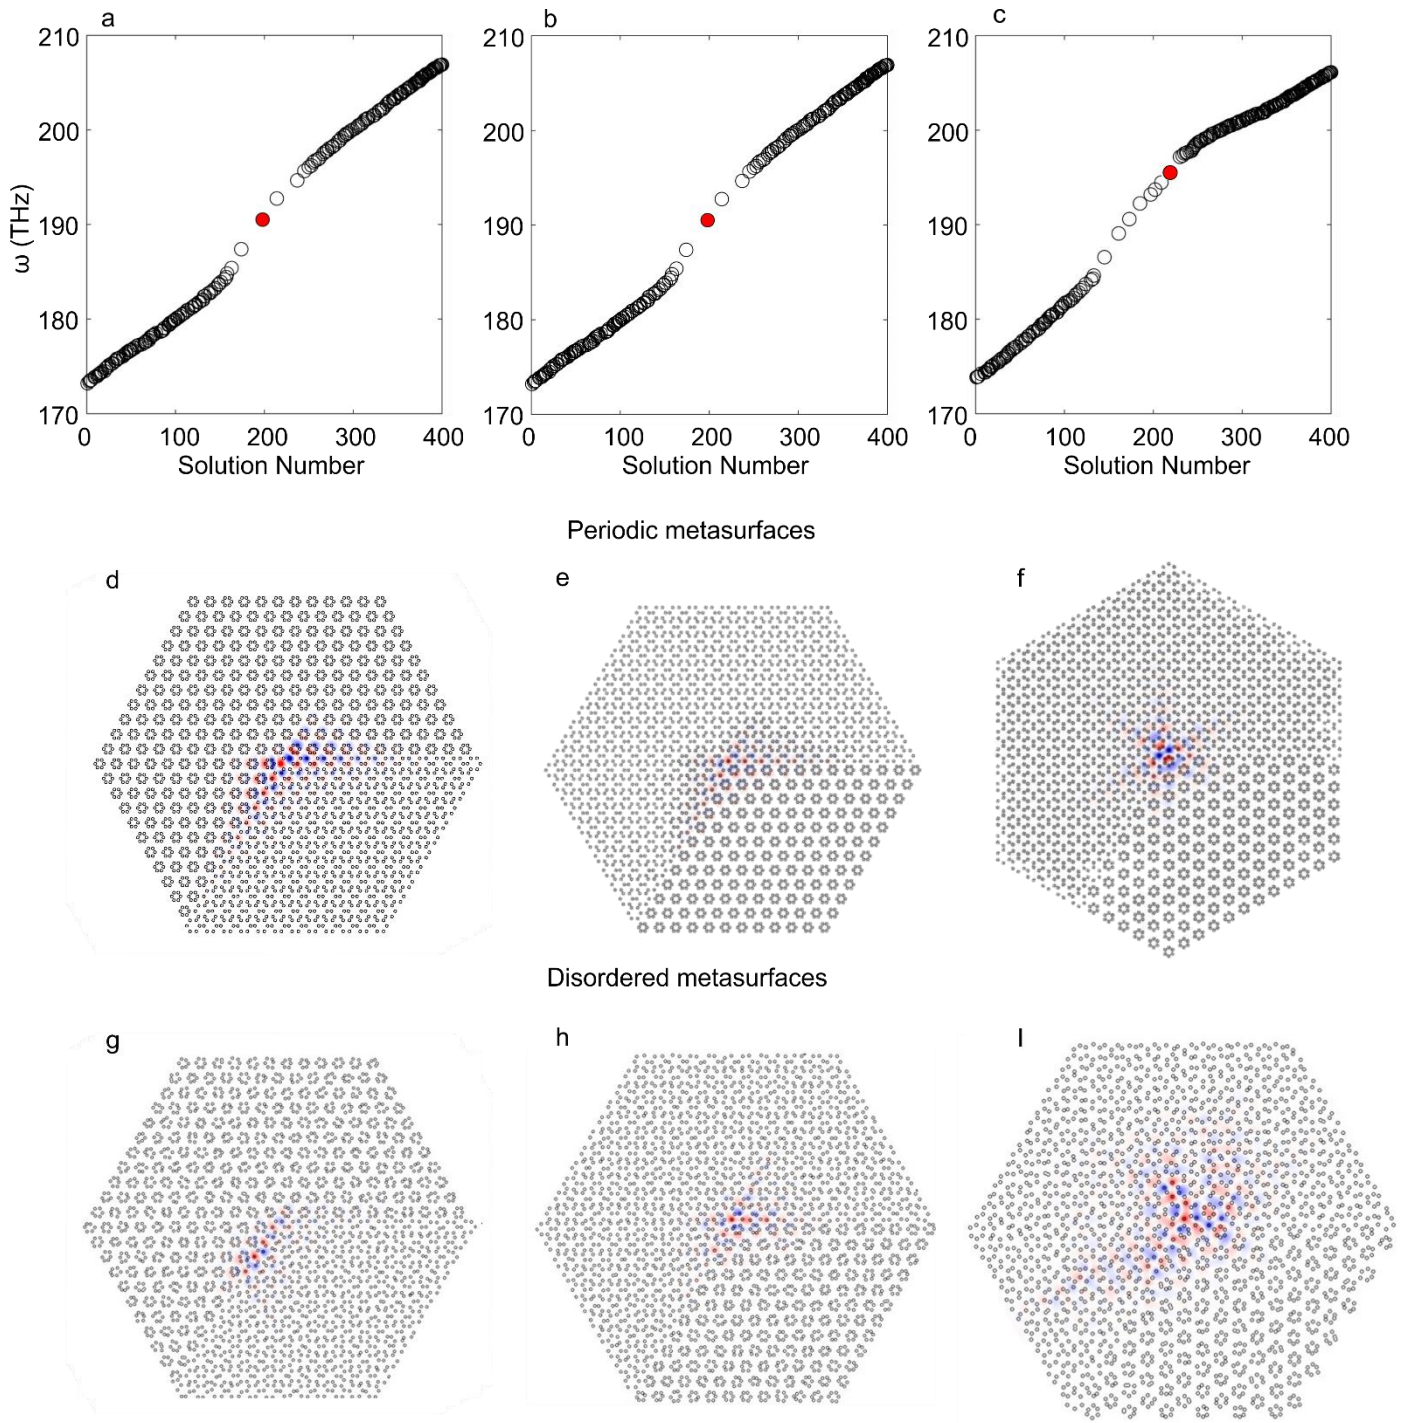 a
b
c
210
200
190
180
170
ω (THz)
0 100 200 300 400
Solution Number
210
200
190
180
170
0 100 200 300 400
Solution Number
210
200
190
180
170
0 100 200 300 400
Solution Number
Periodic metasurfaces
d
e
f
Disordered metasurfaces
g
h
I